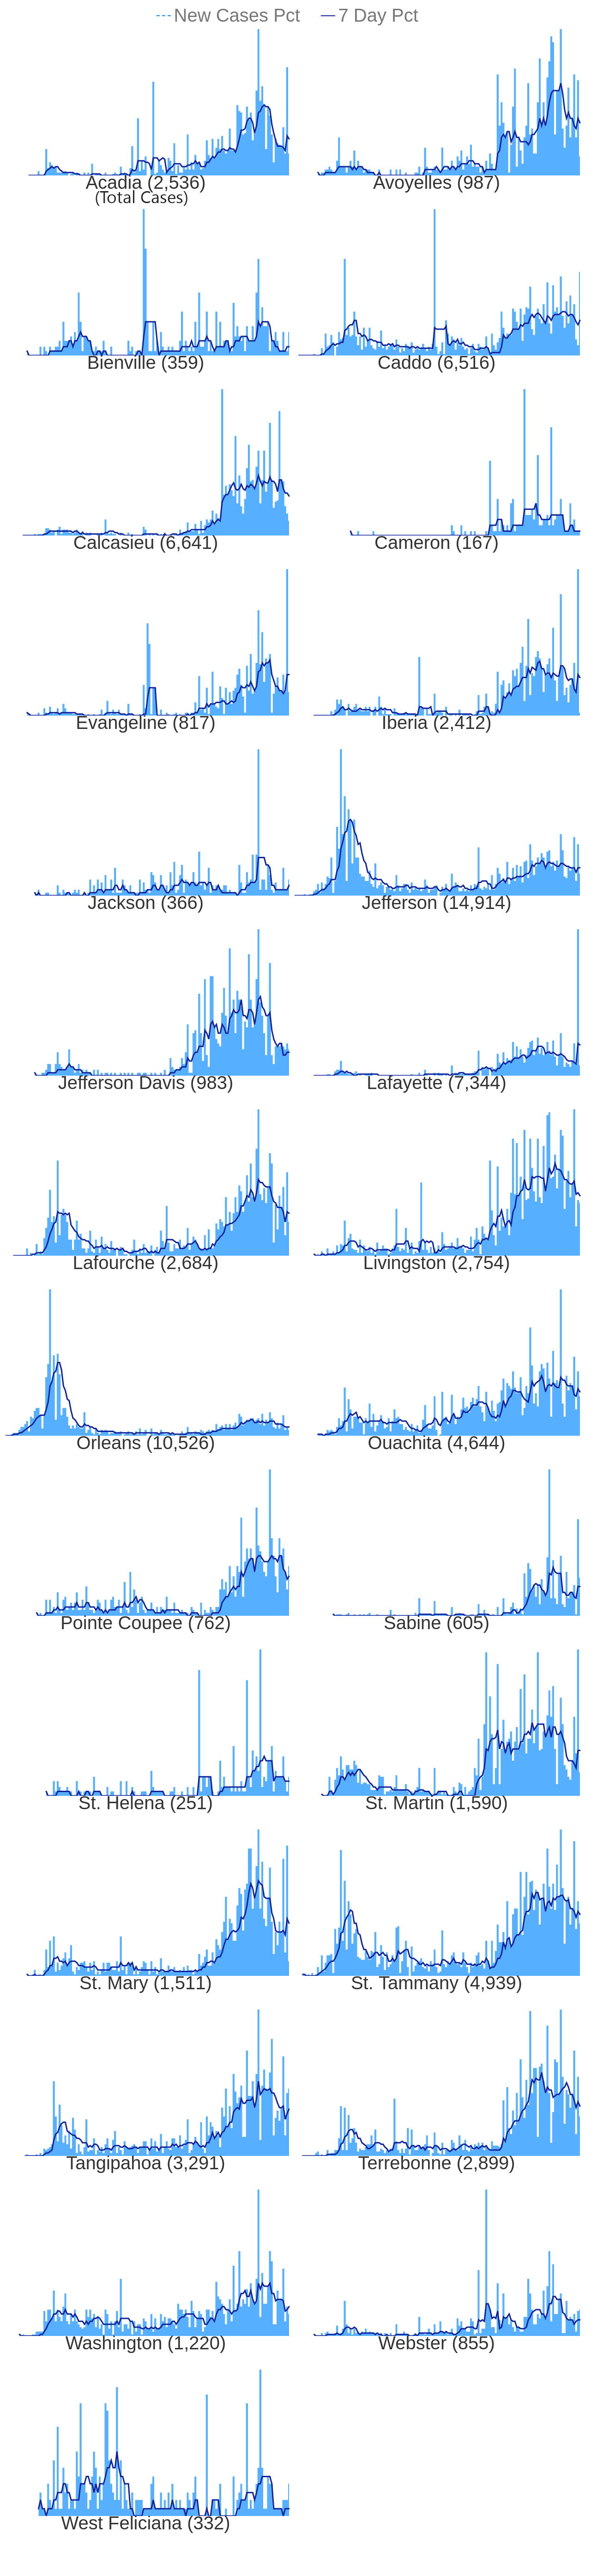 New Cases Pct 7 Day Pct
Acadia (2,536) Avoyelles (987)
(Total Cases)
Bienville (359) Caddo (6,516)
Calcasieu (6,641) Cameron (167)
Evangeline (817) Iberia (2,412)
Jackson (366) Jefferson (14,914)
Jefferson Davis (983) Lafayette (7,344)
Lafourche (2,684) Livingston (2,754)
Orleans (10,526) Ouachita (4,644)
Pointe Coupee (762) Sabine (605)
St. Helena (251) St. Martin (1,590)
St. Mary (1,511) St. Tammany (4,939)
Tangipahoa (3,291) Terrebonne (2,899)
Washington (1,220) Webster (855)
West Feliciana (332)